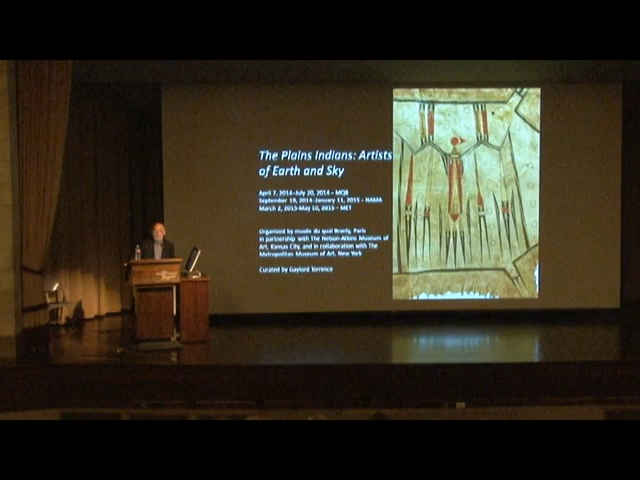 The Plains Indians: Artists
of Earth and Sky
April 7, 2014–July 20, 2014 – MQB
September 19, 2014–January 11, 2015 – NAMA
March 2, 2015–May 10, 2015 – MET
Organized by musée du quai Branly, Paris
in partnership with The Nelson-Atkins Museum of
Art, Kansas City, and in collaboration with The
Metropolitan Museum of Art, New York
Curated by Gaylord Torrence